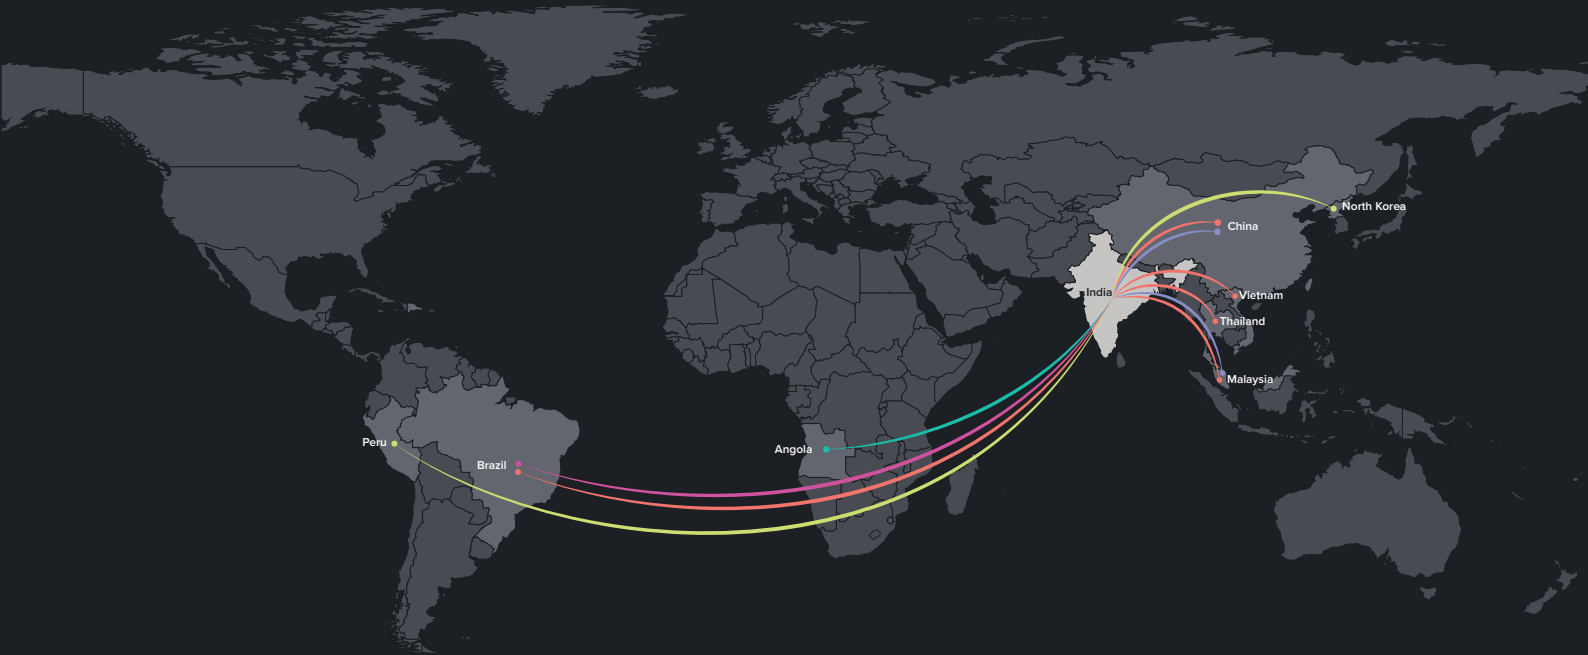 North Korea
China
India
Vietnam
Thailand
Malaysia
Peru
Angola
Brazil